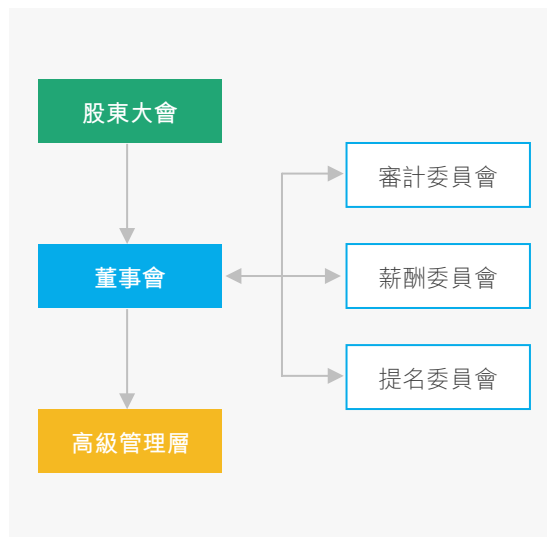 股東大會
審計委員會
董事會
薪酬委員會
提名委員會
高級管理層